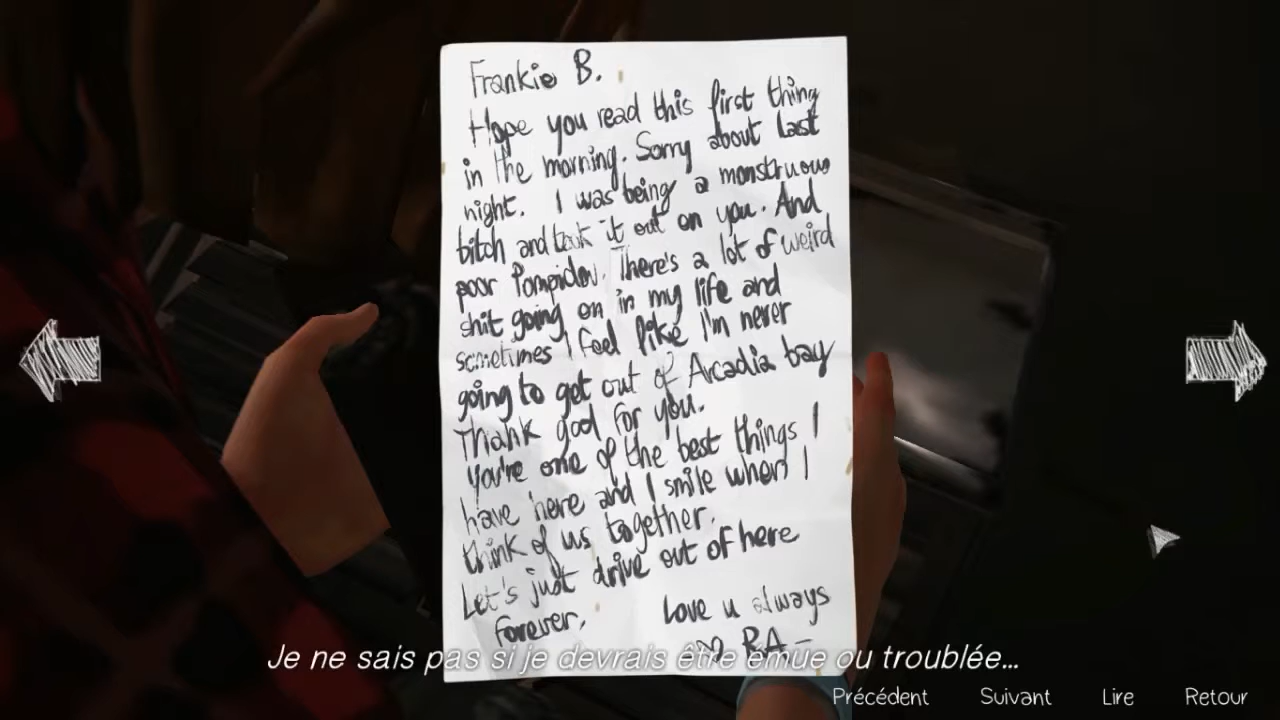 Frankie B.
Hope you read this first thing
in the morning. Sorry about last
night. I was being a monstruous
bitch and took it out on you. And
poor Pompidou. There's a lot of weird
shit going on in my life and
sometimes I feel like I'm never
going to get out of Arcadia bay
Thank god for you.
You're one of the best things I
have here and I smile when I
think of us together.
Let's just drive out of here
forever.
Love u always
RA -
Je ne sais pas si je devrais être émue ou troublée...
Précédent Suivant Lire Retour